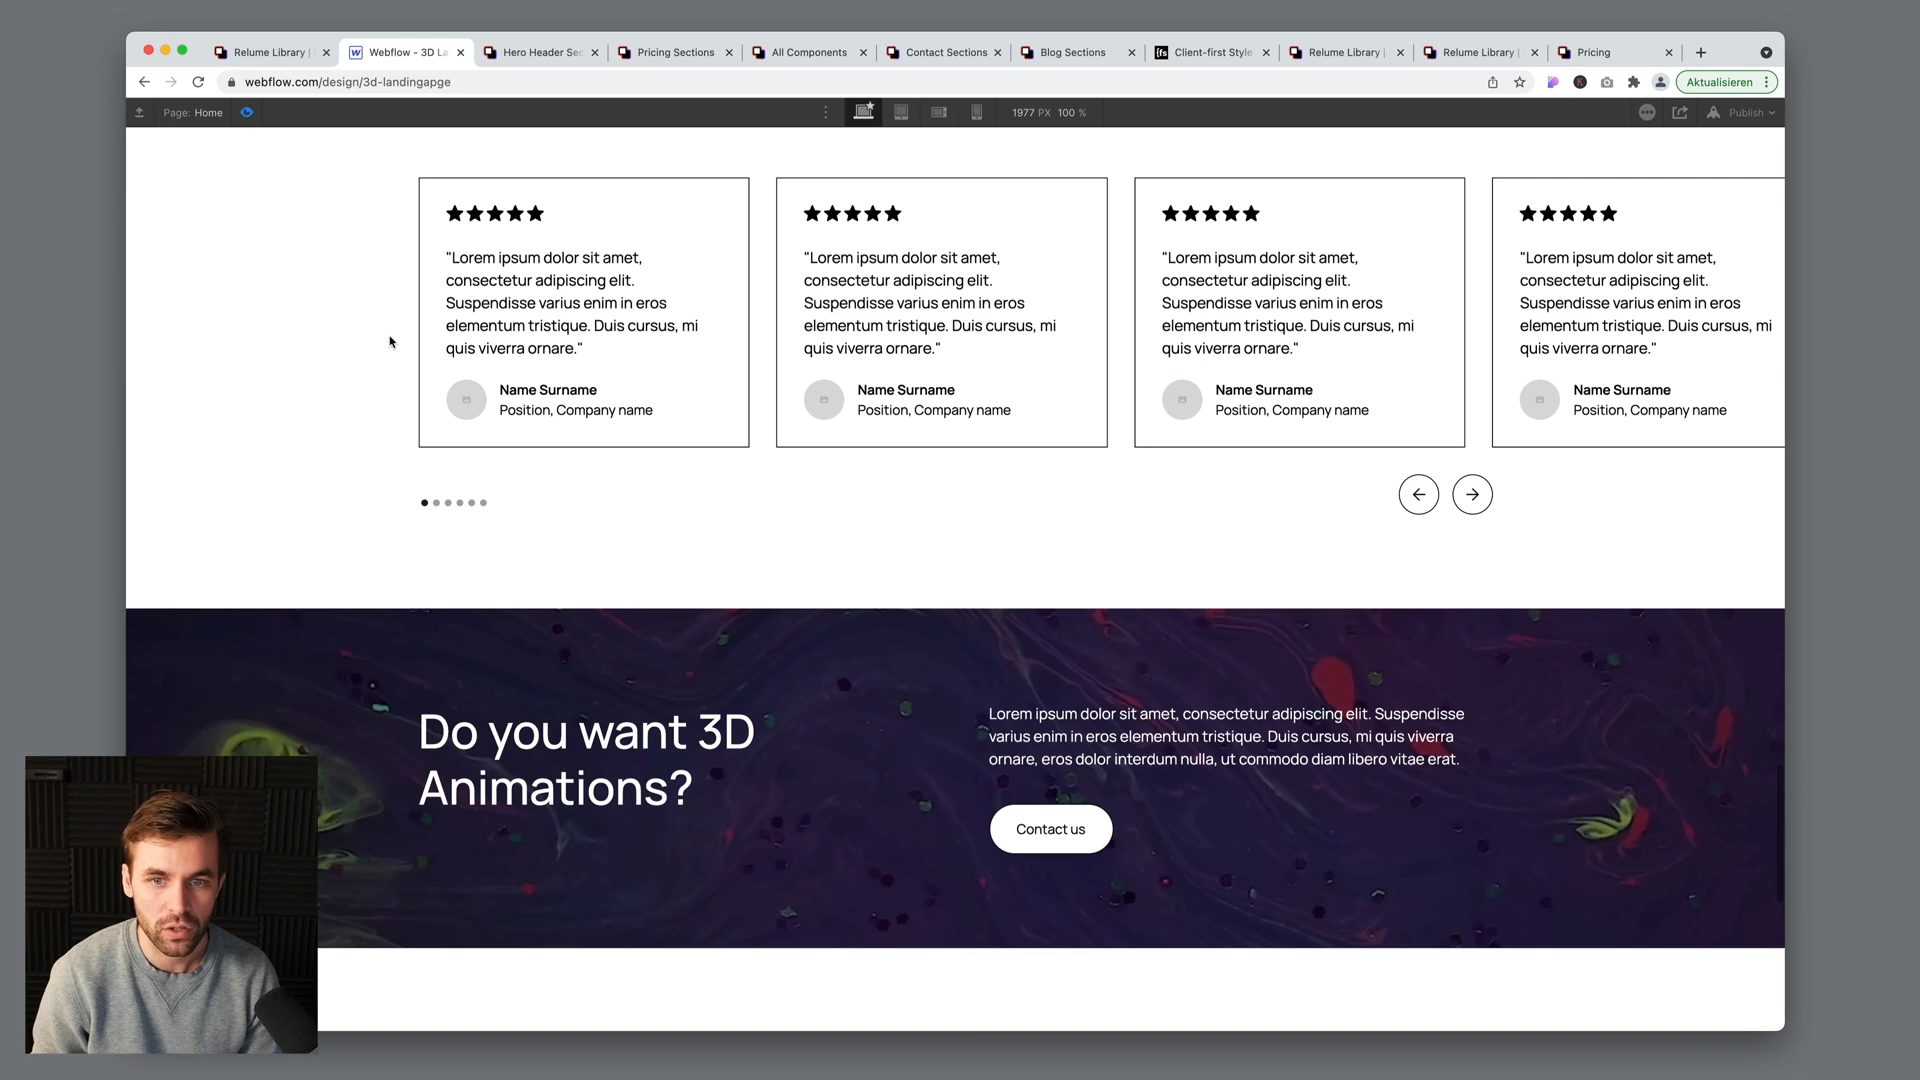 Relume Library |
Webflow - 3D La
Hero Header Sec
Pricing Sections
All Components
Contact Sections
Blog Sections
Client-first Style
Relume Library |
Relume Library |
Pricing
webflow.com/design/3d-landingapge
Aktualisieren
Page: Home
1977 PX 100 %
Publish
"Lorem ipsum dolor sit amet,
consectetur adipiscing elit.
Suspendisse varius enim in eros
elementum tristique. Duis cursus, mi
quis viverra ornare."
Name Surname
Position, Company name
"Lorem ipsum dolor sit amet,
consectetur adipiscing elit.
Suspendisse varius enim in eros
elementum tristique. Duis cursus, mi
quis viverra ornare."
Name Surname
Position, Company name
"Lorem ipsum dolor sit amet,
consectetur adipiscing elit.
Suspendisse varius enim in eros
elementum tristique. Duis cursus, mi
quis viverra ornare."
Name Surname
Position, Company name
"Lorem ipsum dolor sit amet,
consectetur adipiscing elit.
Suspendisse varius enim in eros
elementum tristique. Duis cursus, mi
quis viverra ornare."
Name Surname
Position, Company name
Do you want 3D
Animations?
Lorem ipsum dolor sit amet, consectetur adipiscing elit. Suspendisse
varius enim in eros elementum tristique. Duis cursus, mi quis viverra
ornare, eros dolor interdum nulla, ut commodo diam libero vitae erat.
Contact us